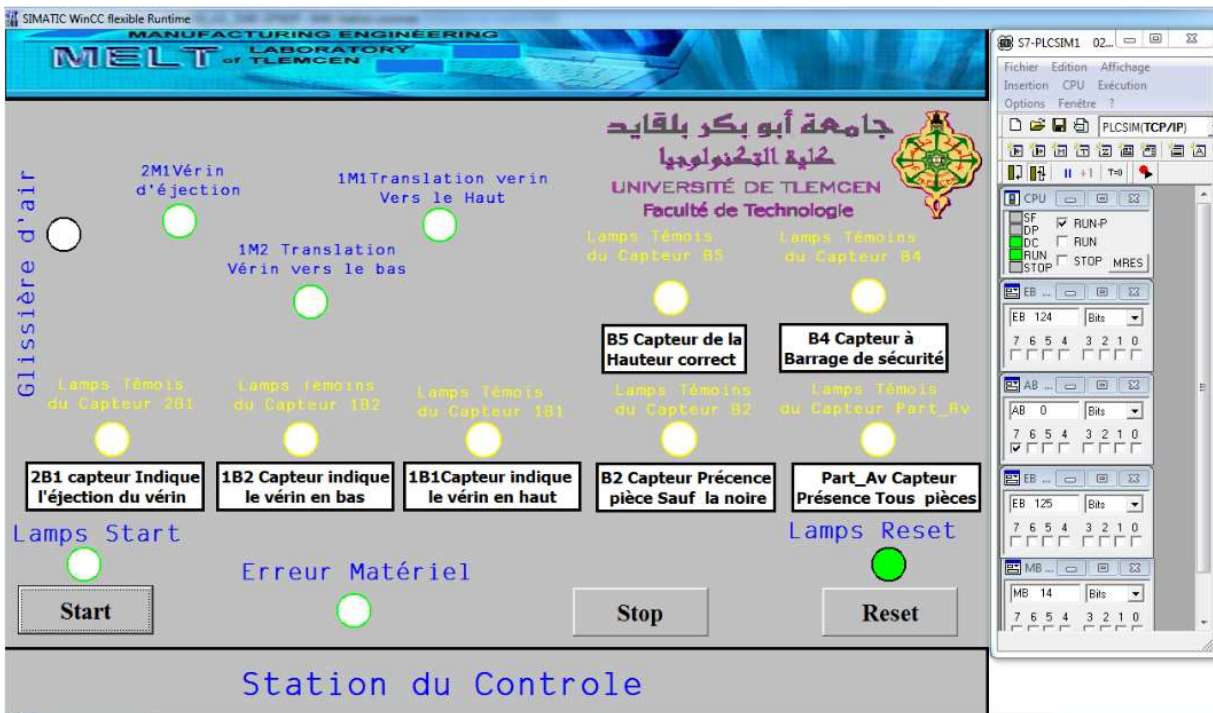 SIMATIC WinCC flexible Runtime
MANUFACTURING ENGINEERING
MELT LABORATORY
of TLEMCEN
جامعة أبو بكر بلقايد
كلية التكنولوجيا
UNIVERSITÉ DE TLEMCEN
Faculté de Technologie
Glissière d'air
2M1Vérin
d'éjection
1M1Translation verin
Vers le Haut
1M2 Translation
Vérin vers le bas
Lamps Témois
du Capteur B5
Lamps Témoins
du Capteur B4
B5 Capteur de la
Hauteur correct
B4 Capteur à
Barrage de sécurité
Lamps Témois
du Capteur 2B1
Lamps Témoins
du Capteur 1B2
Lamps Témois
du Capteur 1B1
Lamps Témoins
du Capteur B2
Lamps Témois
du Capteur Part_Av
2B1 capteur Indique
l'éjection du vérin
1B2 Capteur indique
le vérin en bas
1B1Capteur indique
le vérin en haut
B2 Capteur Précence
pièce Sauf la noire
Part_Av Capteur
Présence Tous pièces
Lamps Start
Erreur Matériel
Lamps Reset
Start
Stop
Reset
Station du Controle
S7-PLCSIM1 02...
Fichier Edition Affichage
Insertion CPU Exécution
Options Fenêtre ?
PLCSIM(TCP/IP)
+1 T=0
CPU
SF
DP
DC
RUN
STOP
RUN-P
RUN
STOP MRES
EB ...
EB 124 Bits
7 6 5 4 3 2 1 0
AB ...
AB 0 Bits
7 6 5 4 3 2 1 0
EB ...
EB 125 Bits
7 6 5 4 3 2 1 0
MB ...
MB 14 Bits
7 6 5 4 3 2 1 0